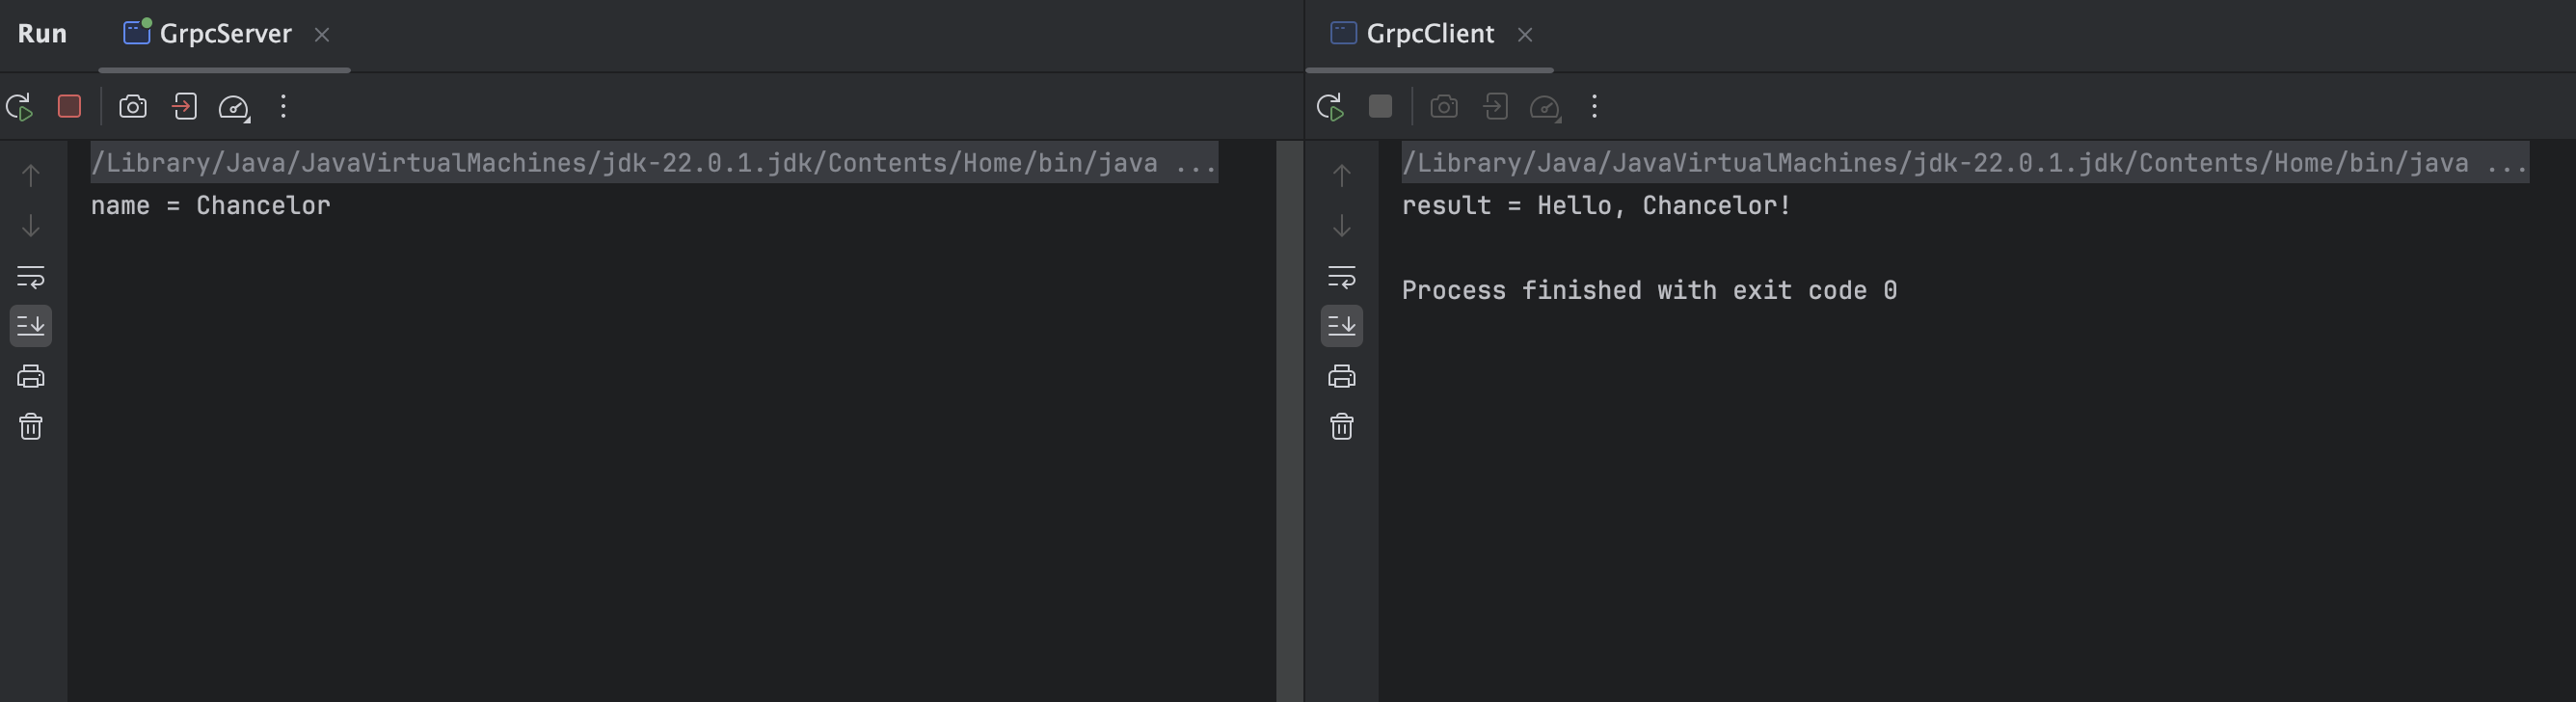 Run
GrpcServer
/Library/Java/JavaVirtualMachines/jdk-22.0.1.jdk/Contents/Home/bin/java ...
name = Chancelor
GrpcClient
/Library/Java/JavaVirtualMachines/jdk-22.0.1.jdk/Contents/Home/bin/java ...
result = Hello, Chancelor!
Process finished with exit code 0